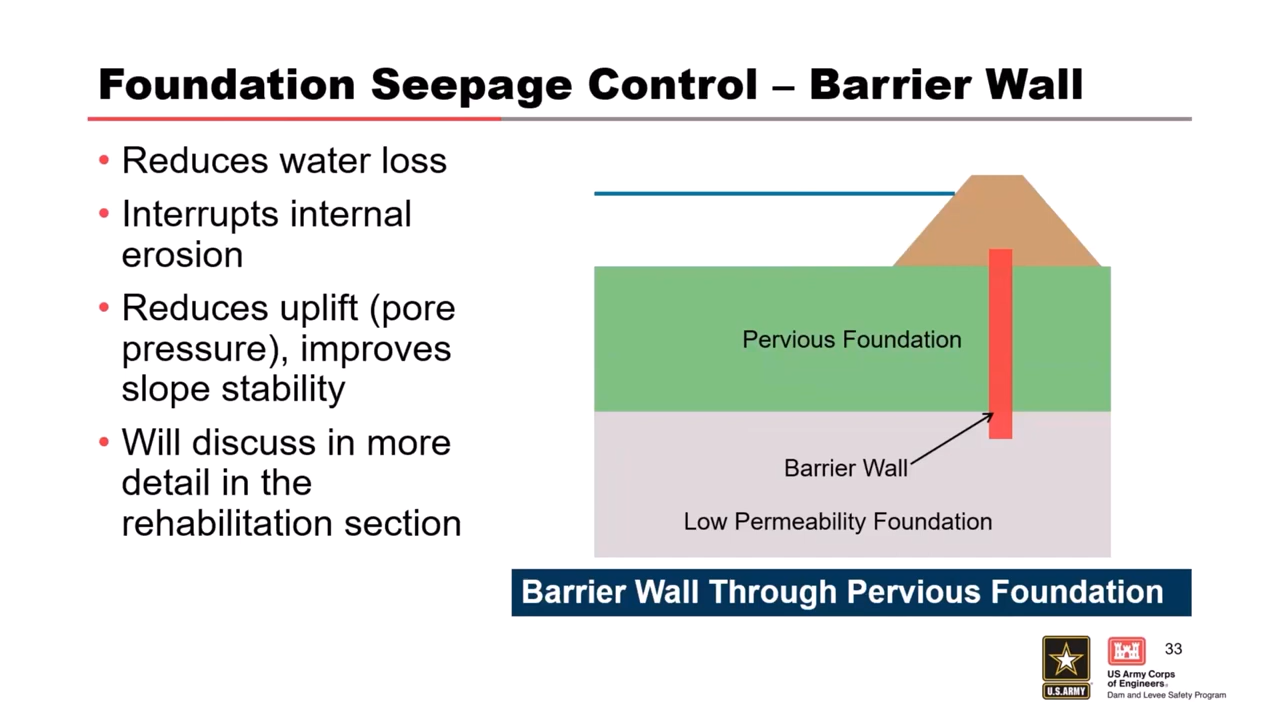 Foundation Seepage Control – Barrier Wall
• Reduces water loss
• Interrupts internal
erosion
• Reduces uplift (pore
pressure), improves
slope stability
• Will discuss in more
detail in the
rehabilitation section
Pervious Foundation
Barrier Wall
Low Permeability Foundation
Barrier Wall Through Pervious Foundation
33
U.S.ARMY
US Army Corps
of Engineers®
Dam and Levee Safety Program